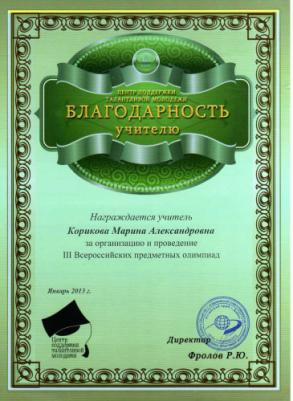 ЦЕНТР ПОДДЕРЖКИ
ТАЛАНТЛИВОЙ МОЛОДЕЖИ
БЛАГОДАРНОСТЬ
учителю
Награждается учитель
Корикова Марина Александровна
за организацию и проведение
III Всероссийских предметных олимпиад
Январь 2013 г.
Центр
поддержки
талантливой
молодежи
Директор
Фролов Р.Ю.